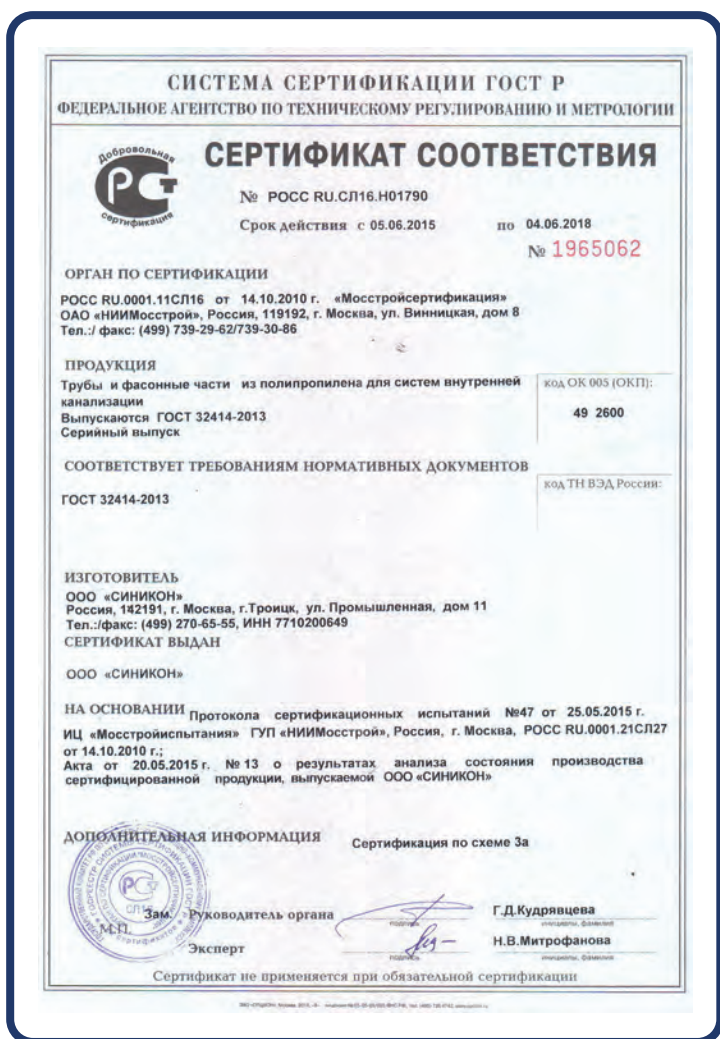 СИСТЕМА СЕРТИФИКАЦИИ ГОСТ Р
ФЕДЕРАЛЬНОЕ АГЕНТСТВО ПО ТЕХНИЧЕСКОМУ РЕГУЛИРОВАНИЮ И МЕТРОЛОГИИ
Добровольная
РСТ
сертификация
СЕРТИФИКАТ СООТВЕТСТВИЯ
№ РОСС RU.СЛ16.Н01790
Срок действия с 05.06.2015 по 04.06.2018
№ 1965062
ОРГАН ПО СЕРТИФИКАЦИИ
РОСС RU.0001.11СЛ16 от 14.10.2010 г. «Мосстройсертификация»
ОАО «НИИМосстрой», Россия, 119192, г. Москва, ул. Винницкая, дом 8
Тел.:/ факс: (499) 739-29-62/739-30-86
ПРОДУКЦИЯ
Трубы и фасонные части из полипропилена для систем внутренней
канализации
Выпускаются ГОСТ 32414-2013
Серийный выпуск
код ОК 005 (ОКП):
49 2600
СООТВЕТСТВУЕТ ТРЕБОВАНИЯМ НОРМАТИВНЫХ ДОКУМЕНТОВ
ГОСТ 32414-2013
код ТН ВЭД России:
ИЗГОТОВИТЕЛЬ
ООО «СИНИКОН»
Россия, 142191, г. Москва, г.Троицк, ул. Промышленная, дом 11
Тел.:/факс: (499) 270-65-55, ИНН 7710200649
СЕРТИФИКАТ ВЫДАН
ООО «СИНИКОН»
НА ОСНОВАНИИ Протокола сертификационных испытаний №47 от 25.05.2015 г.
ИЦ «Мосстройиспытания» ГУП «НИИМосстрой», Россия, г. Москва, РОСС RU.0001.21СЛ27
от 14.10.2010 г.;
Акта от 20.05.2015 г. № 13 о результатах анализа состояния производства
сертифицированной продукции, выпускаемой ООО «СИНИКОН»
ДОПОЛНИТЕЛЬНАЯ ИНФОРМАЦИЯ Сертификация по схеме 3а
Зам. Руководитель органа
подпись
Г.Д.Кудрявцева
инициалы, фамилия
М.П.
Эксперт
подпись
Н.В.Митрофанова
инициалы, фамилия
Сертификат не применяется при обязательной сертификации